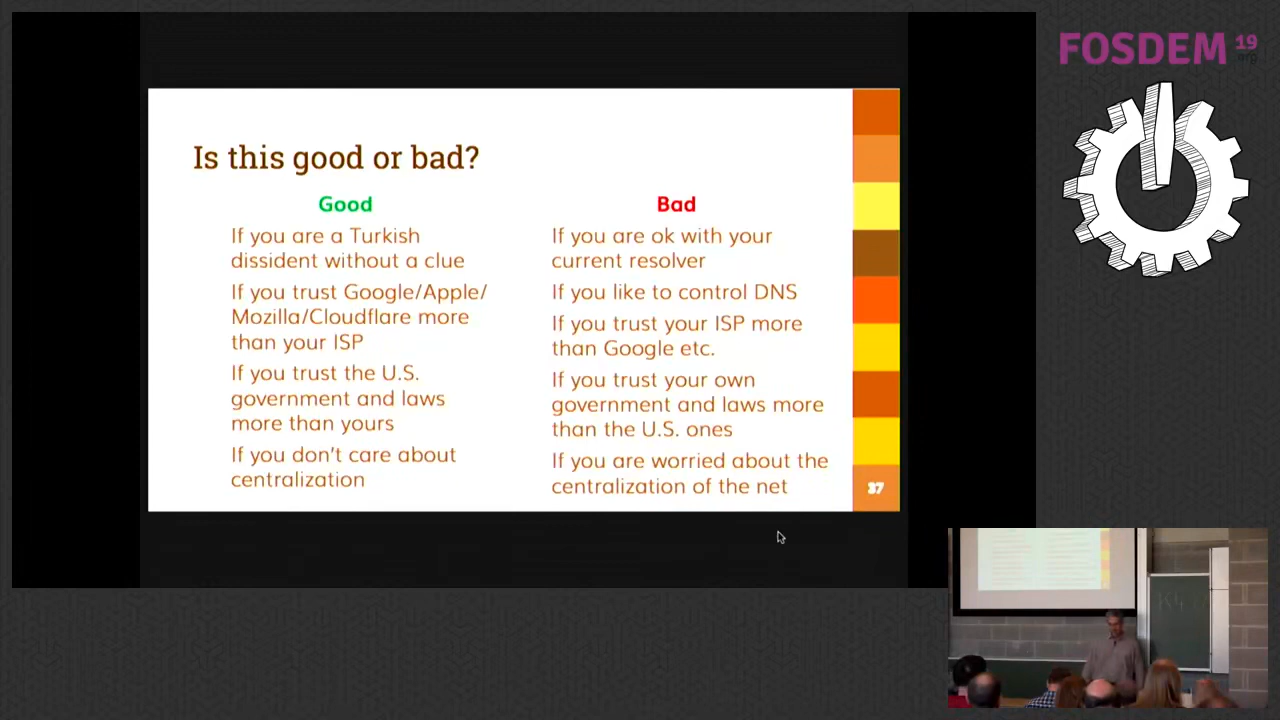 FOSDEM 19
.org
Is this good or bad?
Good
If you are a Turkish
dissident without a clue
If you trust Google/Apple/
Mozilla/Cloudflare more
than your ISP
If you trust the U.S.
government and laws
more than yours
If you don't care about
centralization
Bad
If you are ok with your
current resolver
If you like to control DNS
If you trust your ISP more
than Google etc.
If you trust your own
government and laws more
than the U.S. ones
If you are worried about the
centralization of the net
37